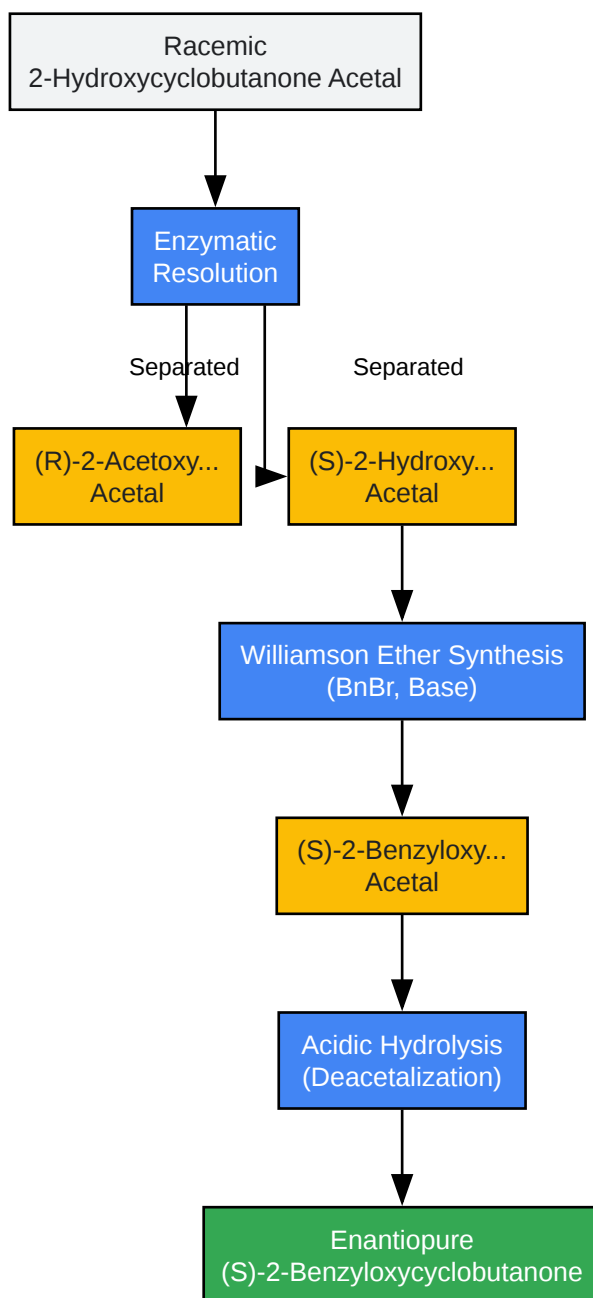 Racemic
2-Hydroxycyclobutanone Acetal
Enzymatic
Resolution
Separated
Separated
(R)-2-Acetoxy...
Acetal
(S)-2-Hydroxy...
Acetal
Williamson Ether Synthesis
(BnBr, Base)
(S)-2-Benzyloxy...
Acetal
Acidic Hydrolysis
(Deacetalization)
Enantiopure
(S)-2-Benzyloxycyclobutanone